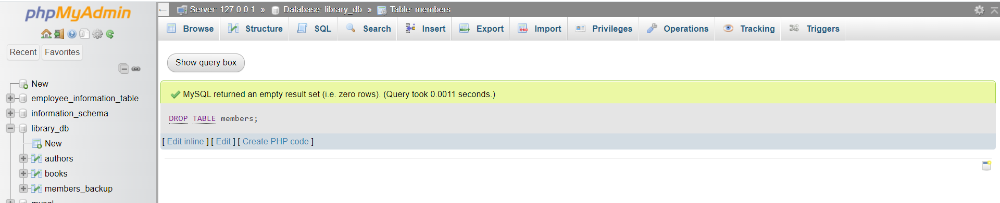 phpMyAdmin
Recent Favorites
New
employee_information_table
information_schema
library_db
New
authors
books
members_backup
mysql
Server: 127.0.0.1 » Database: library_db » Table: members
Browse Structure SQL Search Insert Export Import Privileges Operations Tracking Triggers
Show query box
MySQL returned an empty result set (i.e. zero rows). (Query took 0.0011 seconds.)
DROP TABLE members;
[ Edit inline ] [ Edit ] [ Create PHP code ]